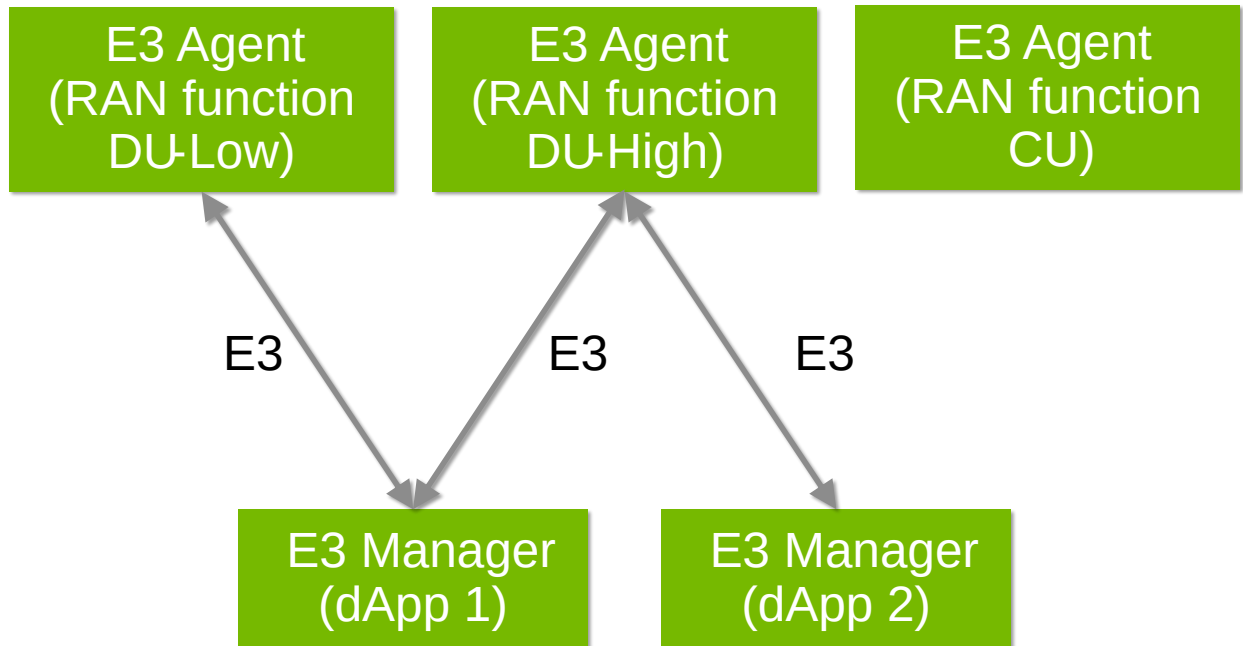 E3 Agent
(RAN function
DU-Low)
E3 Agent
(RAN function
DU-High)
E3 Agent
(RAN function
CU)
E3
E3
E3
E3 Manager
(dApp 1)
E3 Manager
(dApp 2)